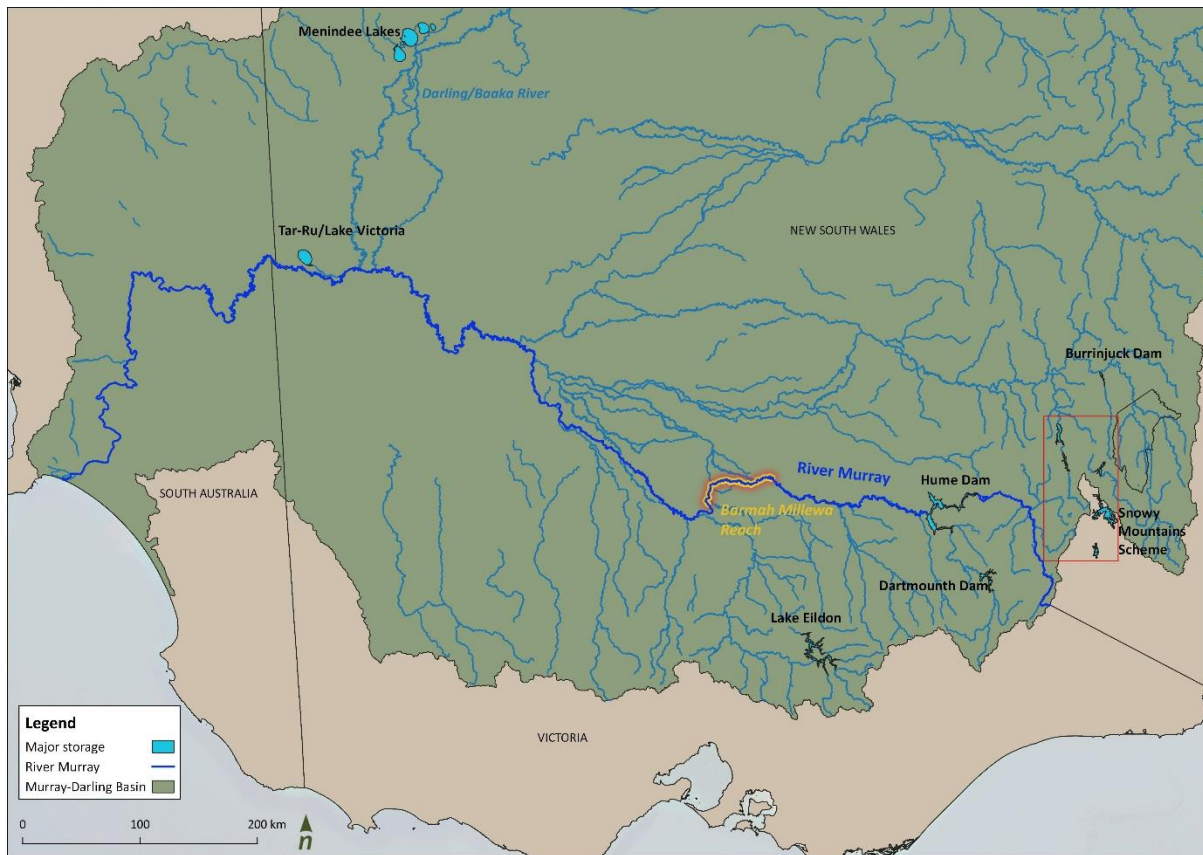 Menindee Lakes
Darling/Baaka River
Tar-Ru/Lake Victoria
NEW SOUTH WALES
Burrinjuck Dam
River Murray
Hume Dam
SOUTH AUSTRALIA
Barmah Millewa
Reach
Snowy
Mountains
Scheme
Dartmounth Dam
Lake Eildon
VICTORIA
Legend
Major storage
River Murray
Murray-Darling Basin
0 100 200 km
n